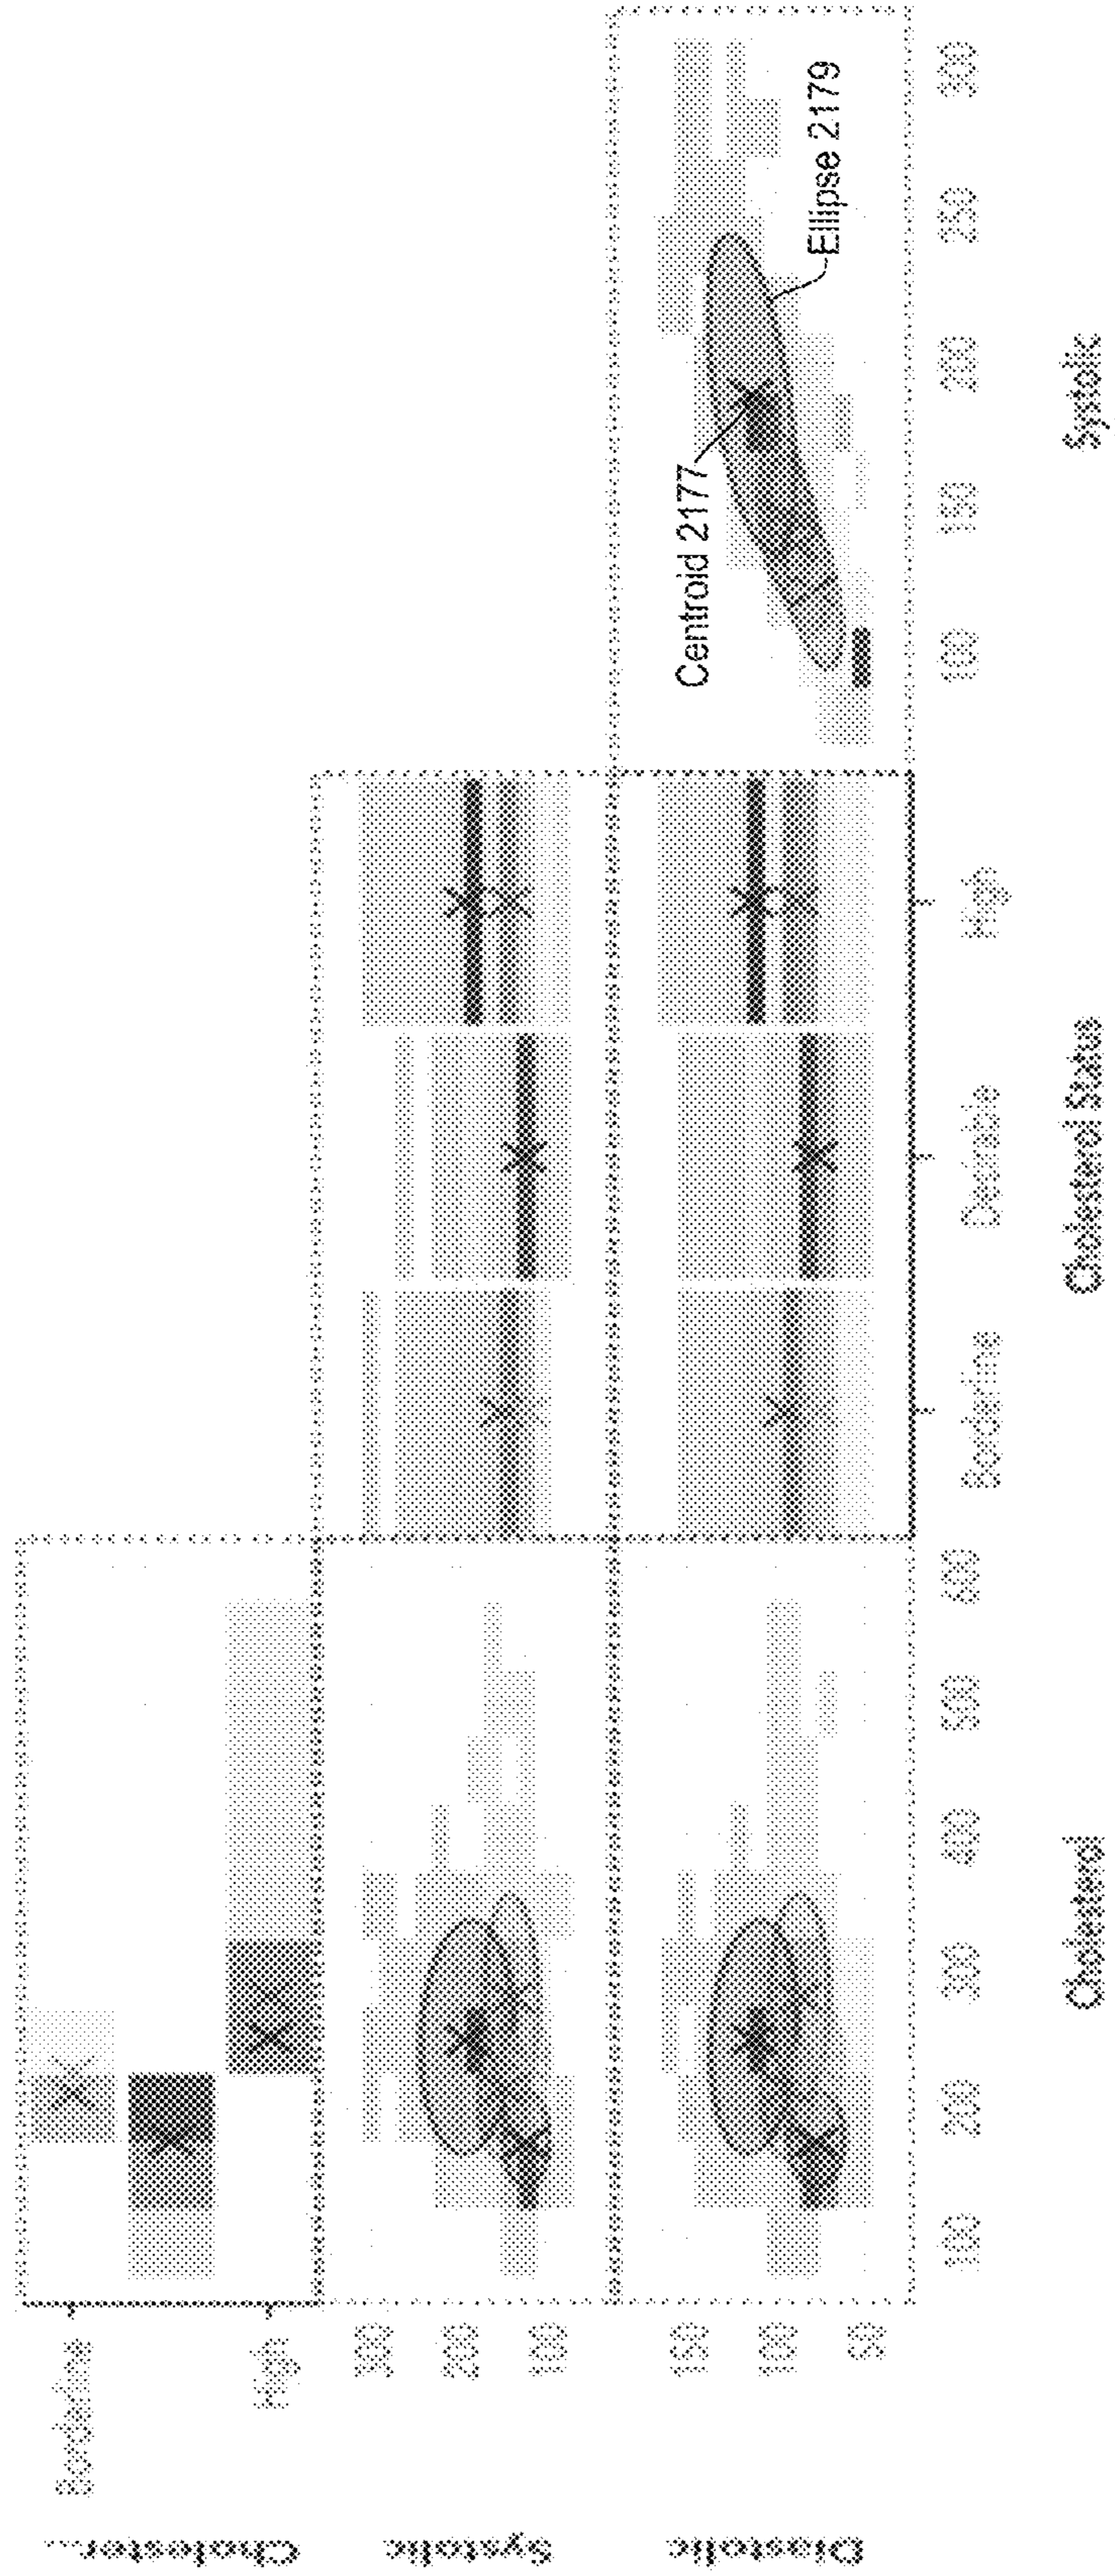 Cholester...
Borderline
High
Systolic
300
200
100
Diastolic
150
100
50
Centroid 2177
Ellipse 2179
100 200 300 400 500 600
Borderline Desirable High
100 150 200 250 300
Cholesterol Cholesterol Status Systolic